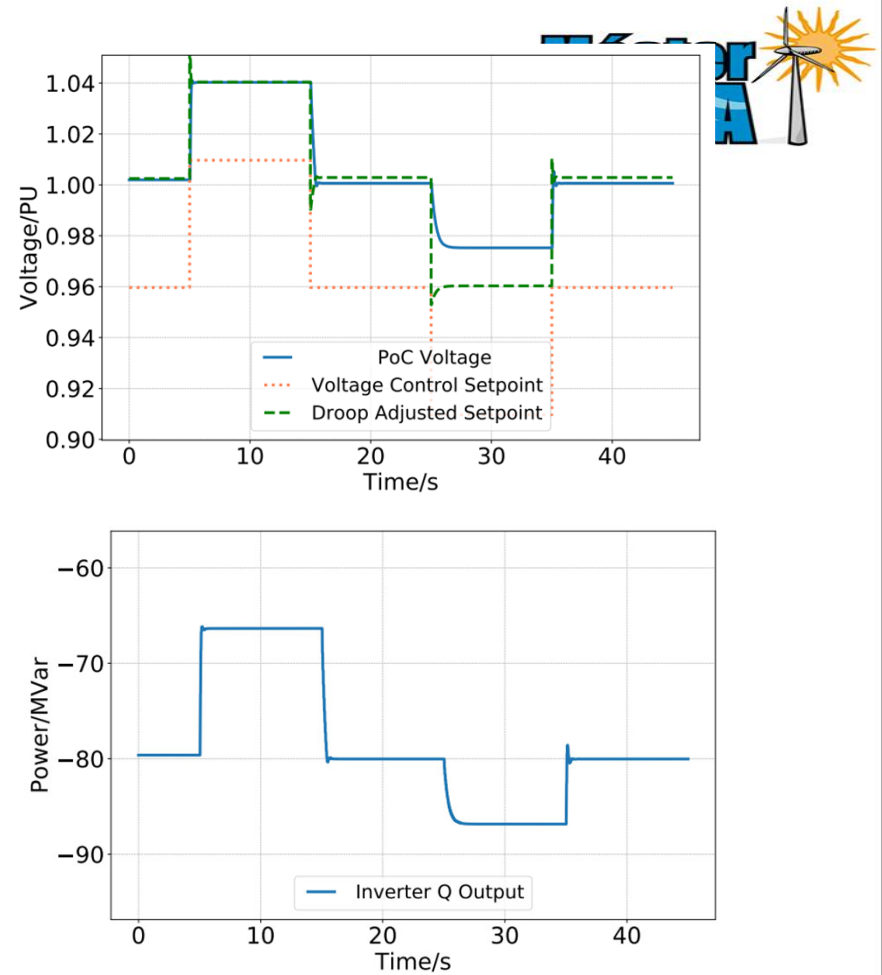 1.04
1.02
1.00
0.98
0.96
0.94
0.92
0.90
Voltage/PU
PoC Voltage
Voltage Control Setpoint
Droop Adjusted Setpoint
0
10
20
30
40
Time/s
−60
−70
−80
−90
Power/MVar
Inverter Q Output
0
10
20
30
40
Time/s